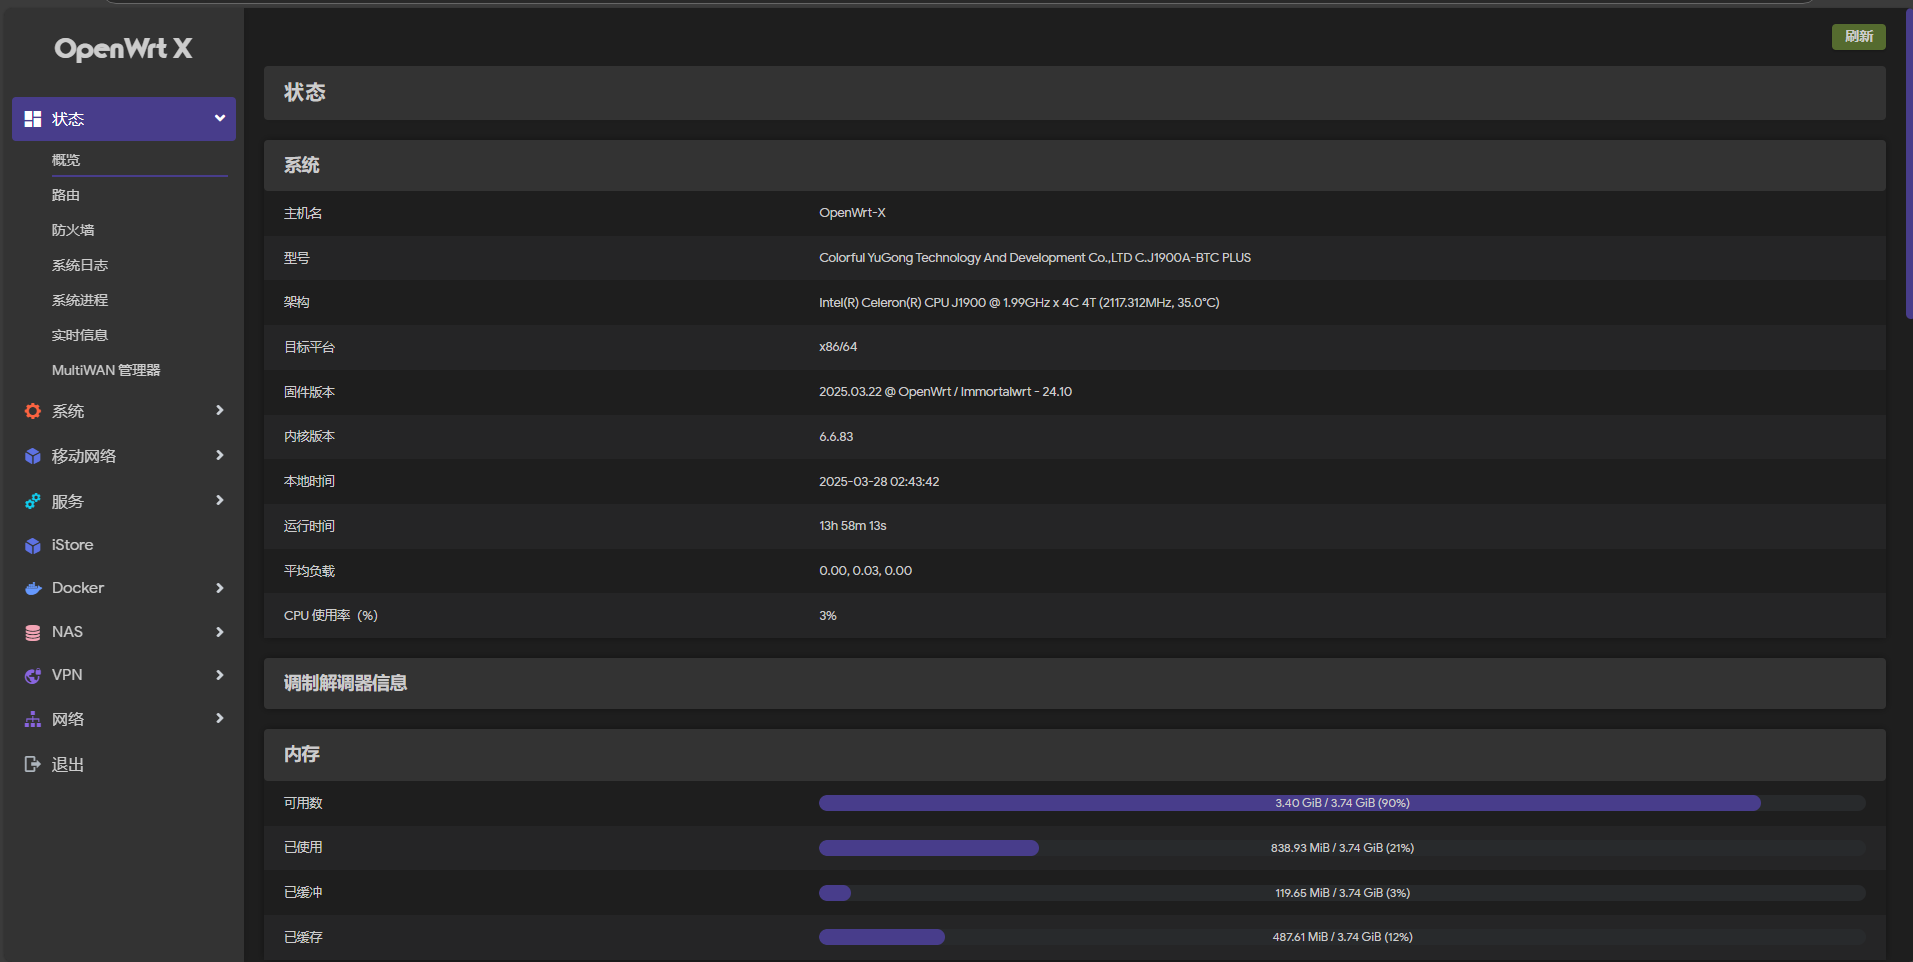 OpenWrt X
状态
概览
路由
防火墙
系统日志
系统进程
实时信息
MultiWAN 管理器
系统
移动网络
服务
iStore
Docker
NAS
VPN
网络
退出
刷新
状态
系统
主机名 OpenWrt-X
型号 Colorful YuGong Technology And Development Co.,LTD C.J1900A-BTC PLUS
架构 Intel(R) Celeron(R) CPU J1900 @ 1.99GHz x 4C 4T (2117.312MHz, 35.0°C)
目标平台 x86/64
固件版本 2025.03.22 @ OpenWrt / Immortalwrt - 24.10
内核版本 6.6.83
本地时间 2025-03-28 02:43:42
运行时间 13h 58m 13s
平均负载 0.00, 0.03, 0.00
CPU 使用率（%） 3%
调制解调器信息
内存
可用数 3.40 GiB / 3.74 GiB (90%)
已使用 838.93 MiB / 3.74 GiB (21%)
已缓冲 119.65 MiB / 3.74 GiB (3%)
已缓存 487.61 MiB / 3.74 GiB (12%)